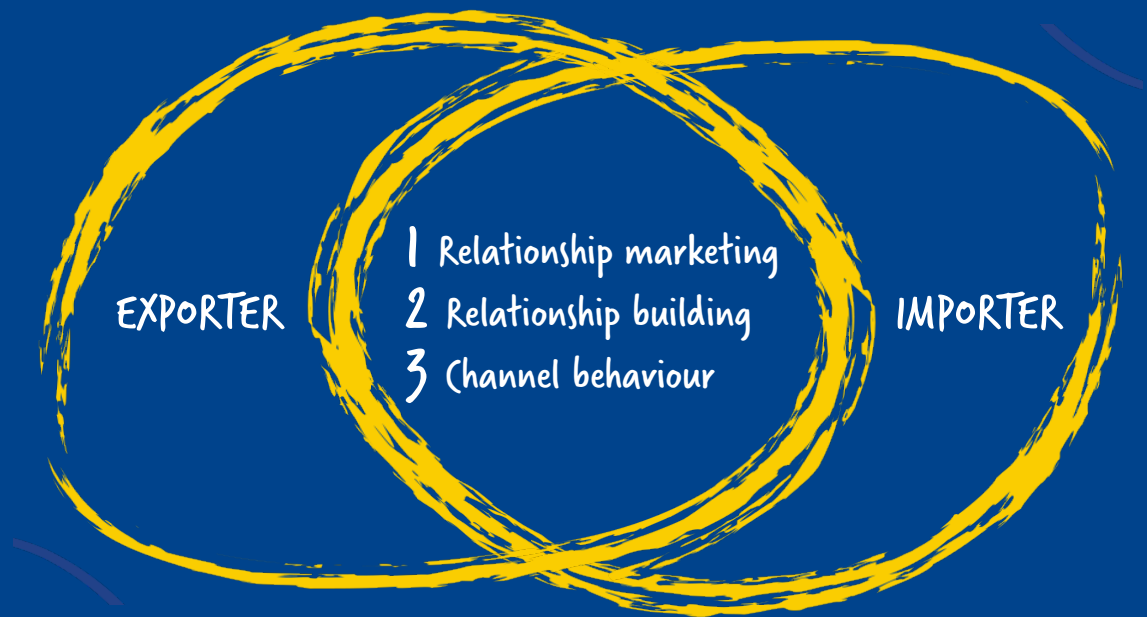 1 Relationship marketing
2 Relationship building
EXPORTER
IMPORTER
3 Channel behaviour